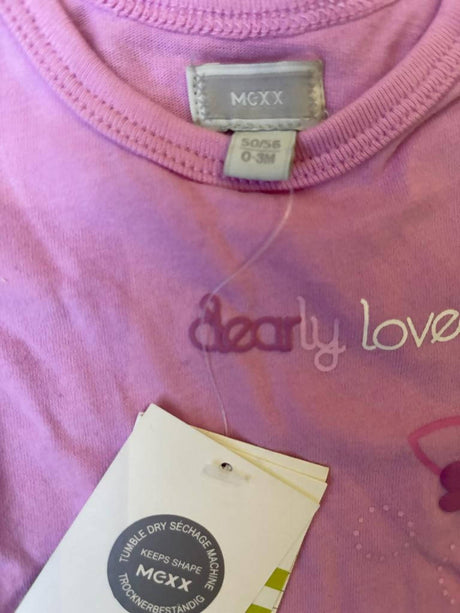 MEXX
50/56
0-3M
dearly love
TUMBLE DRY SÉCHAGE MACHINE
KEEPS SHAPE
MEXX
TROCKNERBESTÄNDIG